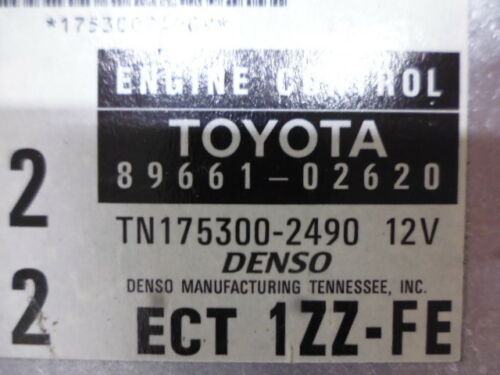 ENGINE CONTROL
TOYOTA
89661-02620
2
TN175300-2490 12V
DENSO
2
DENSO MANUFACTURING TENNESSEE, INC.
ECT 1ZZ-FE